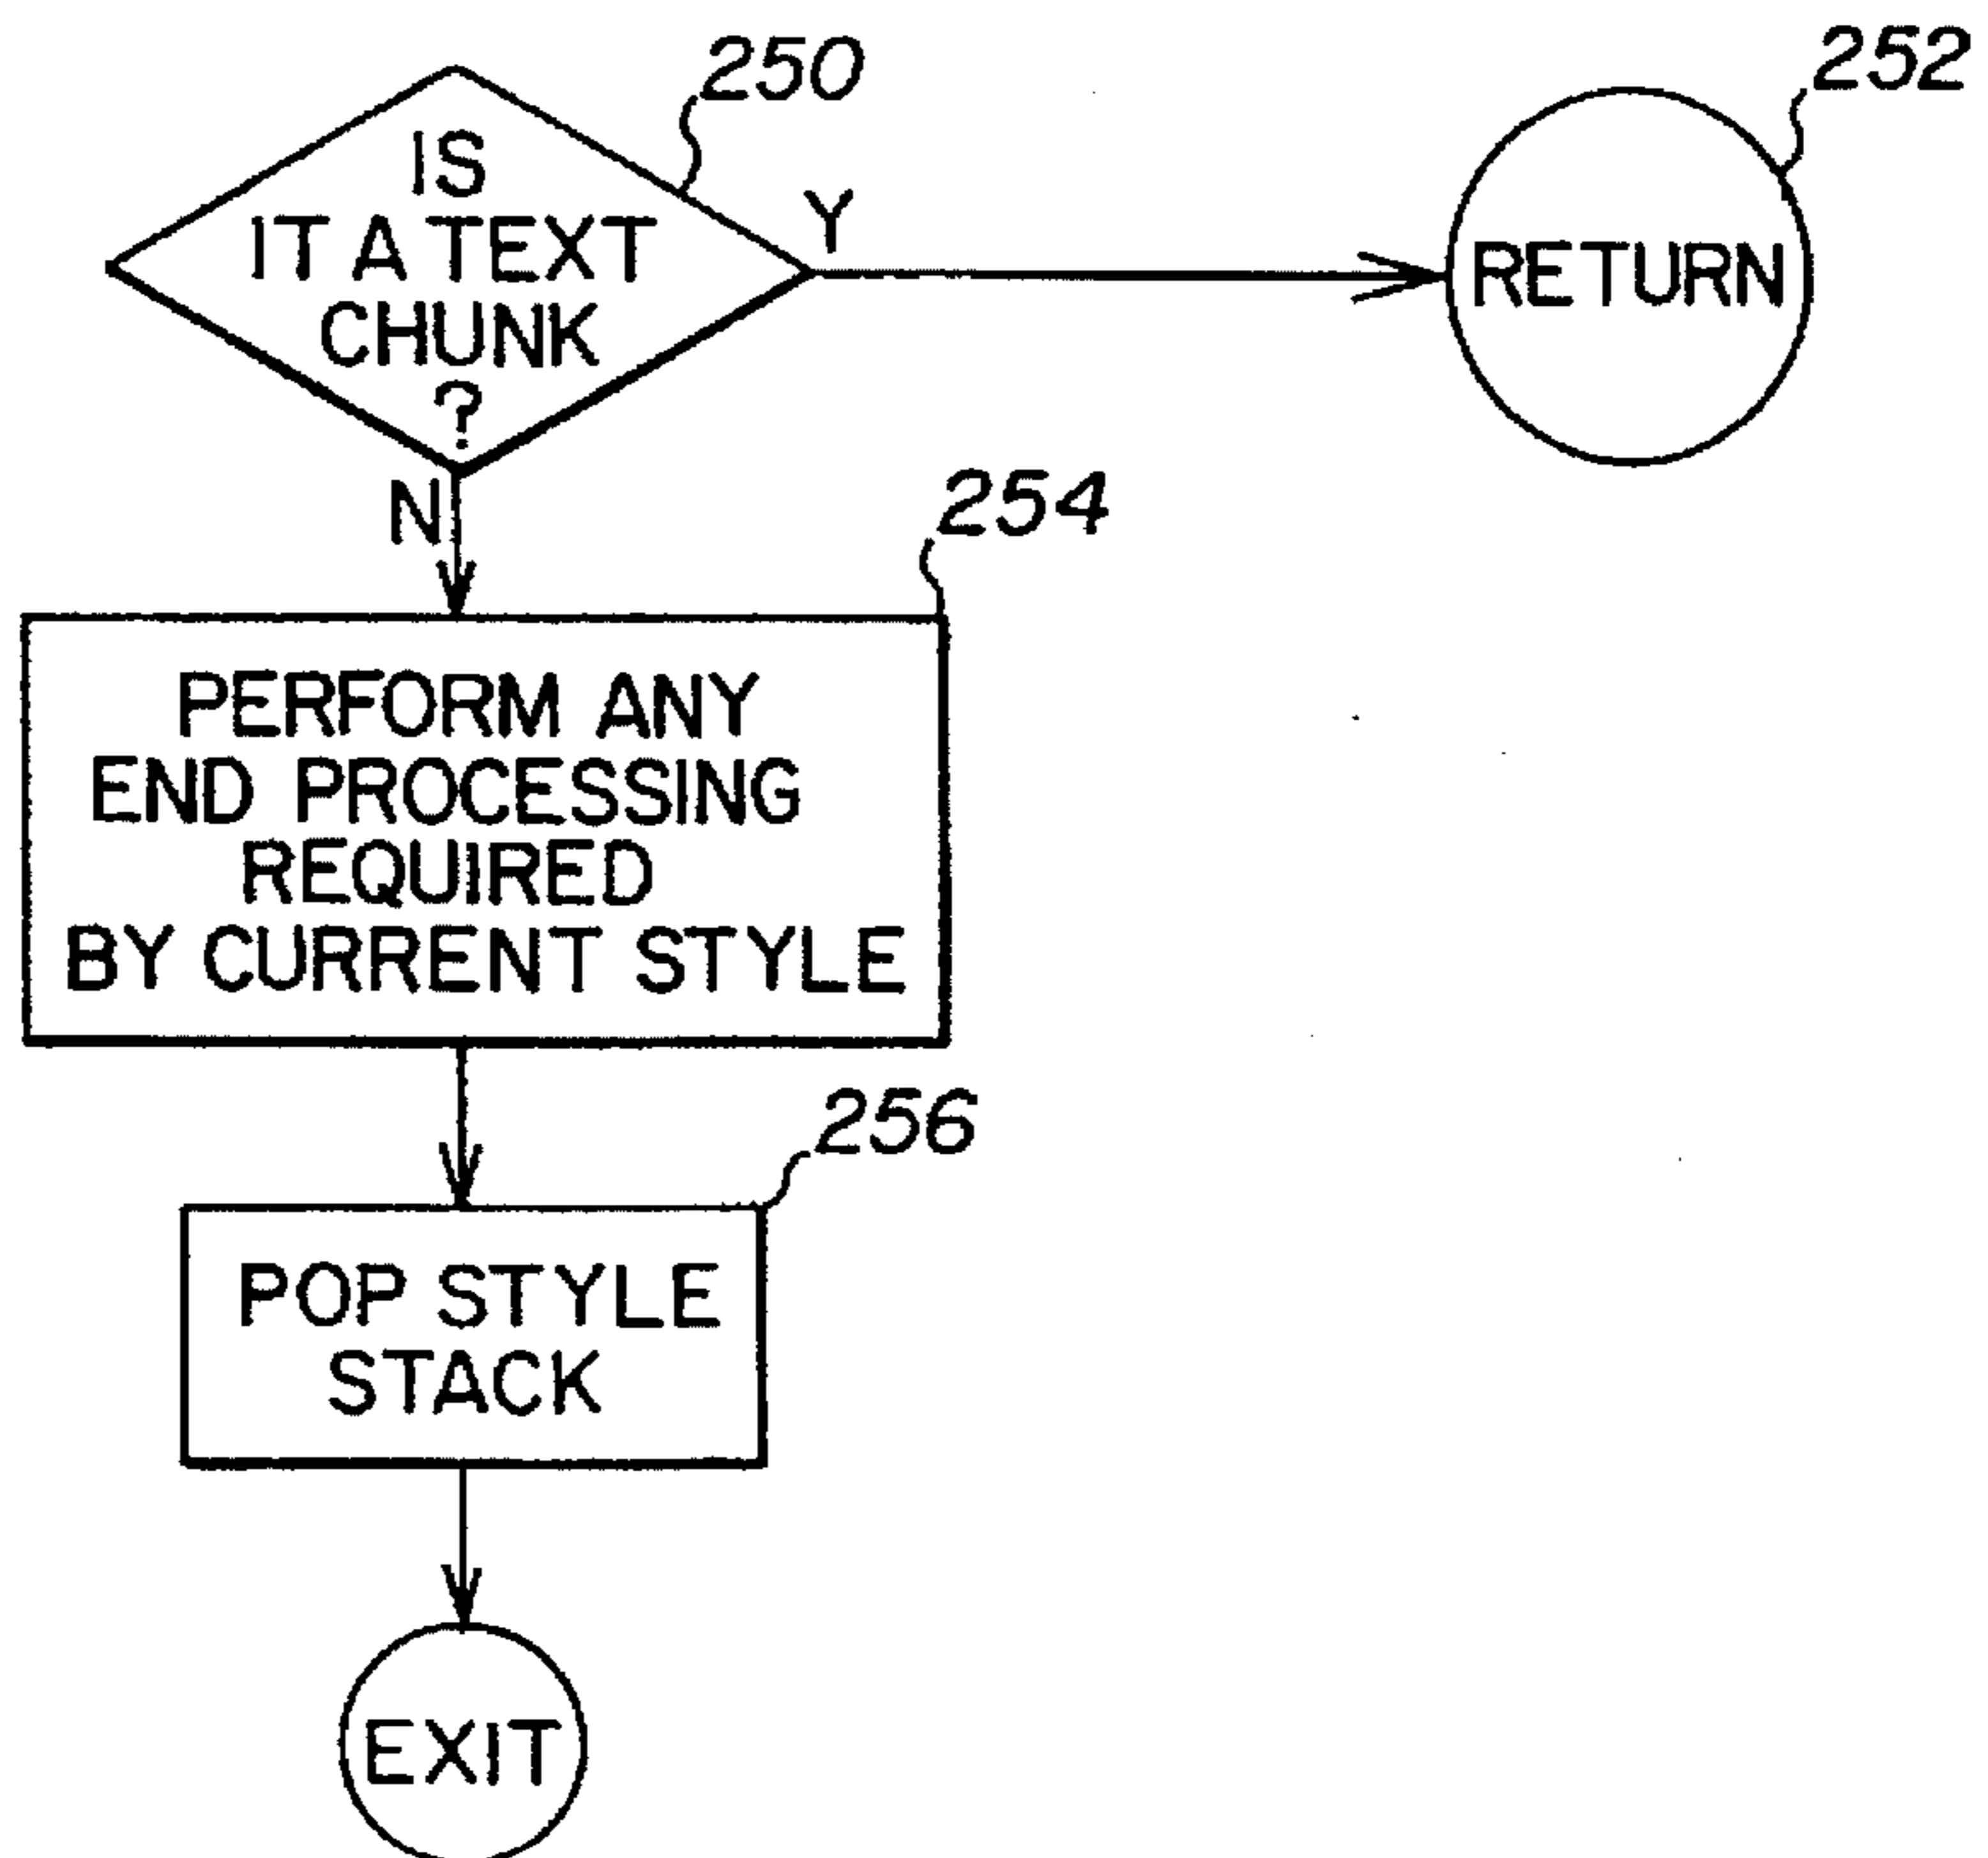 250
252
IS
IT A TEXT
CHUNK
?
Y
RETURN
N
254
PERFORM ANY
END PROCESSING
REQUIRED
BY CURRENT STYLE
256
POP STYLE
STACK
EXIT